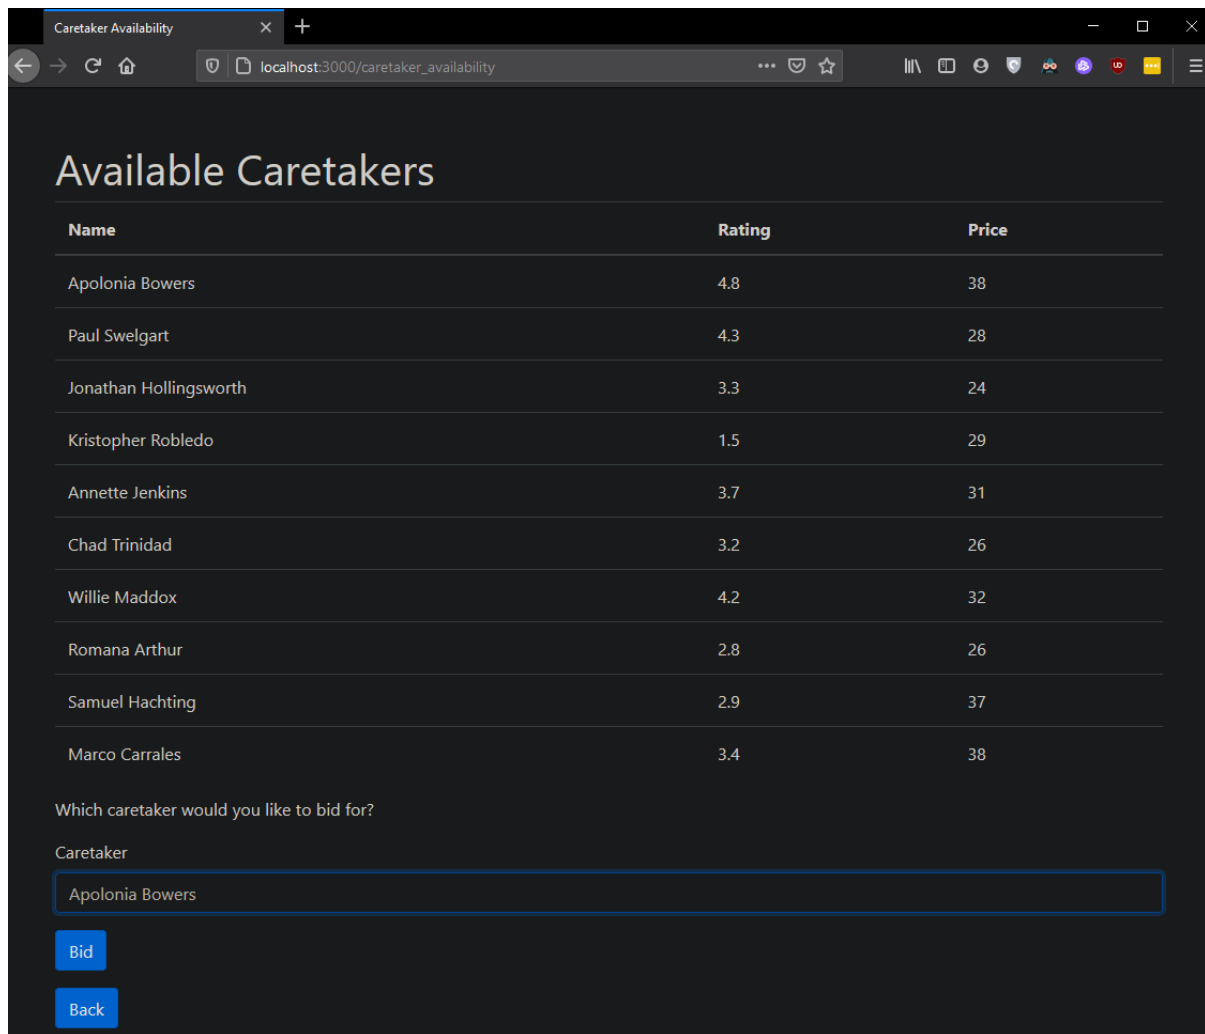 Caretaker Availability
localhost:3000/caretaker_availability
Available Caretakers
Name Rating Price
Apolonia Bowers 4.8 38
Paul Swelgart 4.3 28
Jonathan Hollingsworth 3.3 24
Kristopher Robledo 1.5 29
Annette Jenkins 3.7 31
Chad Trinidad 3.2 26
Willie Maddox 4.2 32
Romana Arthur 2.8 26
Samuel Hachting 2.9 37
Marco Carrales 3.4 38
Which caretaker would you like to bid for?
Caretaker
Apolonia Bowers
Bid
Back